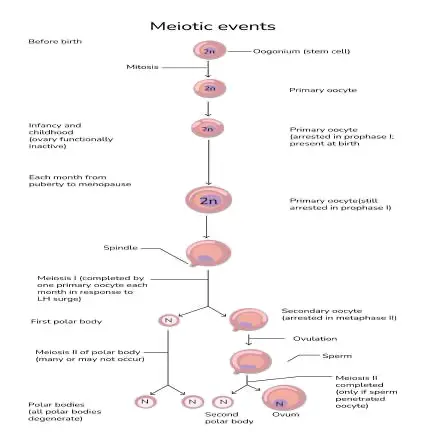 Meiotic events
Before birth
2n
Oogonium (stem cell)
Mitosis
2n
Primary oocyte
Infancy and
childhood
(ovary functionally
inactive)
2n
Primary oocyte
(arrested in prophase I;
present at birth
Each month from
puberty to menopause
2n
Primary oocyte(still
arrested in prophase I)
Spindle
Meiosis I (completed by
one primary oocyte each
month in response to
LH surge)
First polar body
N
Secondary oocyte
(arrested in metaphase II)
Ovulation
Meiosis II of polar body
(many or may not occur)
Sperm
Meiosis II
completed
(only if sperm
penetrated
oocyte)
Polar bodies
(all polar bodies
degenerate)
N
N
N
N
Second
polar body
Ovum